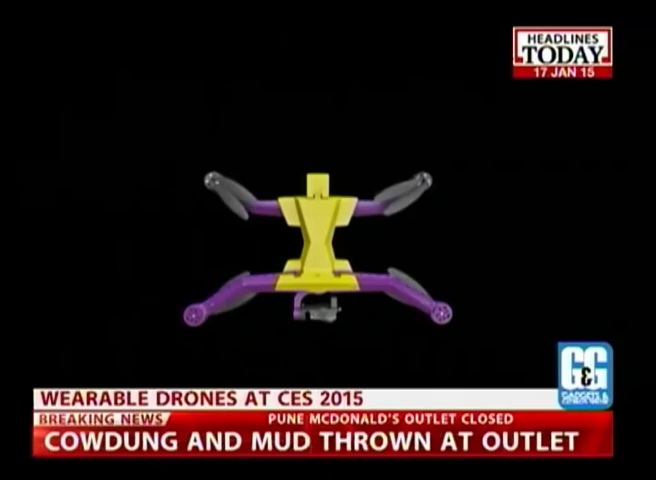 HEADLINES
TODAY
17 JAN 15
G&G
GADGETS &
WEARABLE DRONES AT CES 2015
BREAKING NEWS
PUNE MCDONALD'S OUTLET CLOSED
COWDUNG AND MUD THROWN AT OUTLET